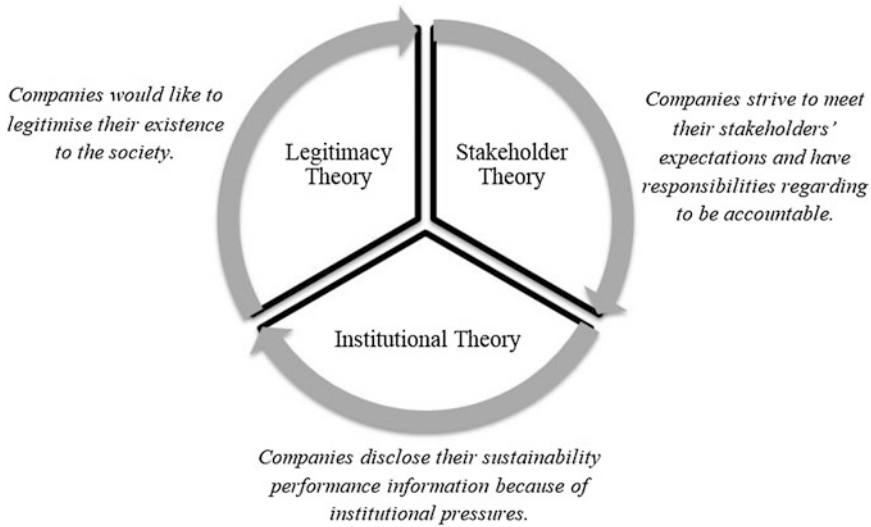 Companies would like to
legitimise their existence
to the society.
Legitimacy
Theory
Stakeholder
Theory
Companies strive to meet
their stakeholders’
expectations and have
responsibilities regarding
to be accountable.
Institutional Theory
Companies disclose their sustainability
performance information because of
institutional pressures.